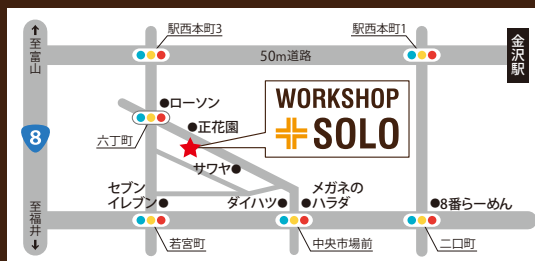 駅西本町3
駅西本町1
至富山
50m道路
金沢駅
ローソン
正花園
WORKSHOP
SOLO
8
六丁町
サワヤ
セブン
イレブン
ダイハツ
メガネの
ハラダ
8番らーめん
至福井
若宮町
中央市場前
二口町